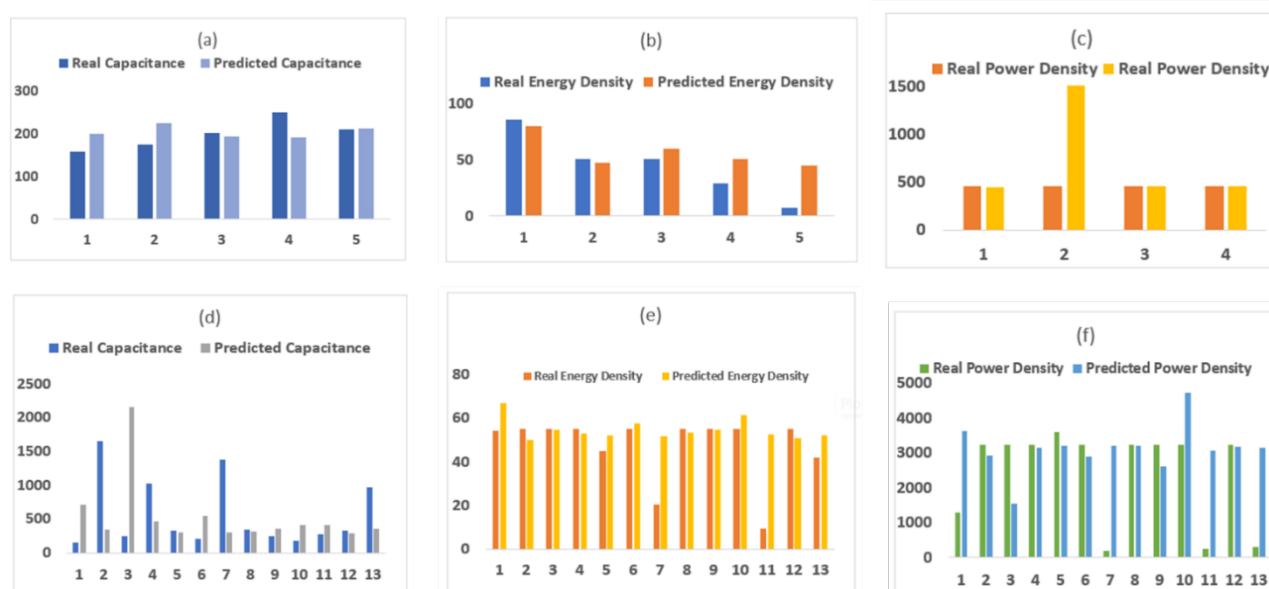 (a)
Real Capacitance Predicted Capacitance
300
200
100
0
1 2 3 4 5
(b)
Real Energy Density Predicted Energy Density
100
50
0
1 2 3 4 5
(c)
Real Power Density Real Power Density
1500
1000
500
0
1 2 3 4
(d)
Real Capacitance Predicted Capacitance
2500
2000
1500
1000
500
0
1 2 3 4 5 6 7 8 9 10 11 12 13
(e)
Real Energy Density Predicted Energy Density
80
60
40
20
0
1 2 3 4 5 6 7 8 9 10 11 12 13
(f)
Real Power Density Predicted Power Density
5000
4000
3000
2000
1000
0
1 2 3 4 5 6 7 8 9 10 11 12 13